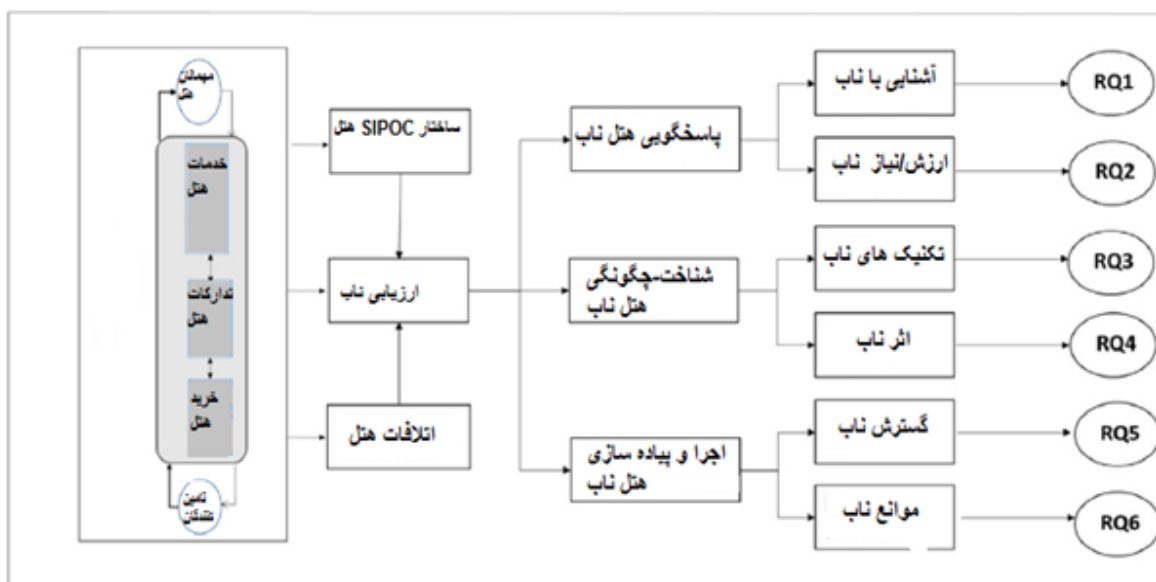 مهمانان
هتل
خدمات
هتل
تدارکات
هتل
خرید
هتل
تامین
کنندگان
ساختار SIPOC هتل
ارزیابی ناب
اتلافات هتل
پاسخگویی هتل ناب
شناخت-چگونگی
هتل ناب
اجرا و پیاده سازی
هتل ناب
آشنایی با ناب
ارزش/نیاز ناب
تکنیک های ناب
اثر ناب
گسترش ناب
موانع ناب
RQ1
RQ2
RQ3
RQ4
RQ5
RQ6